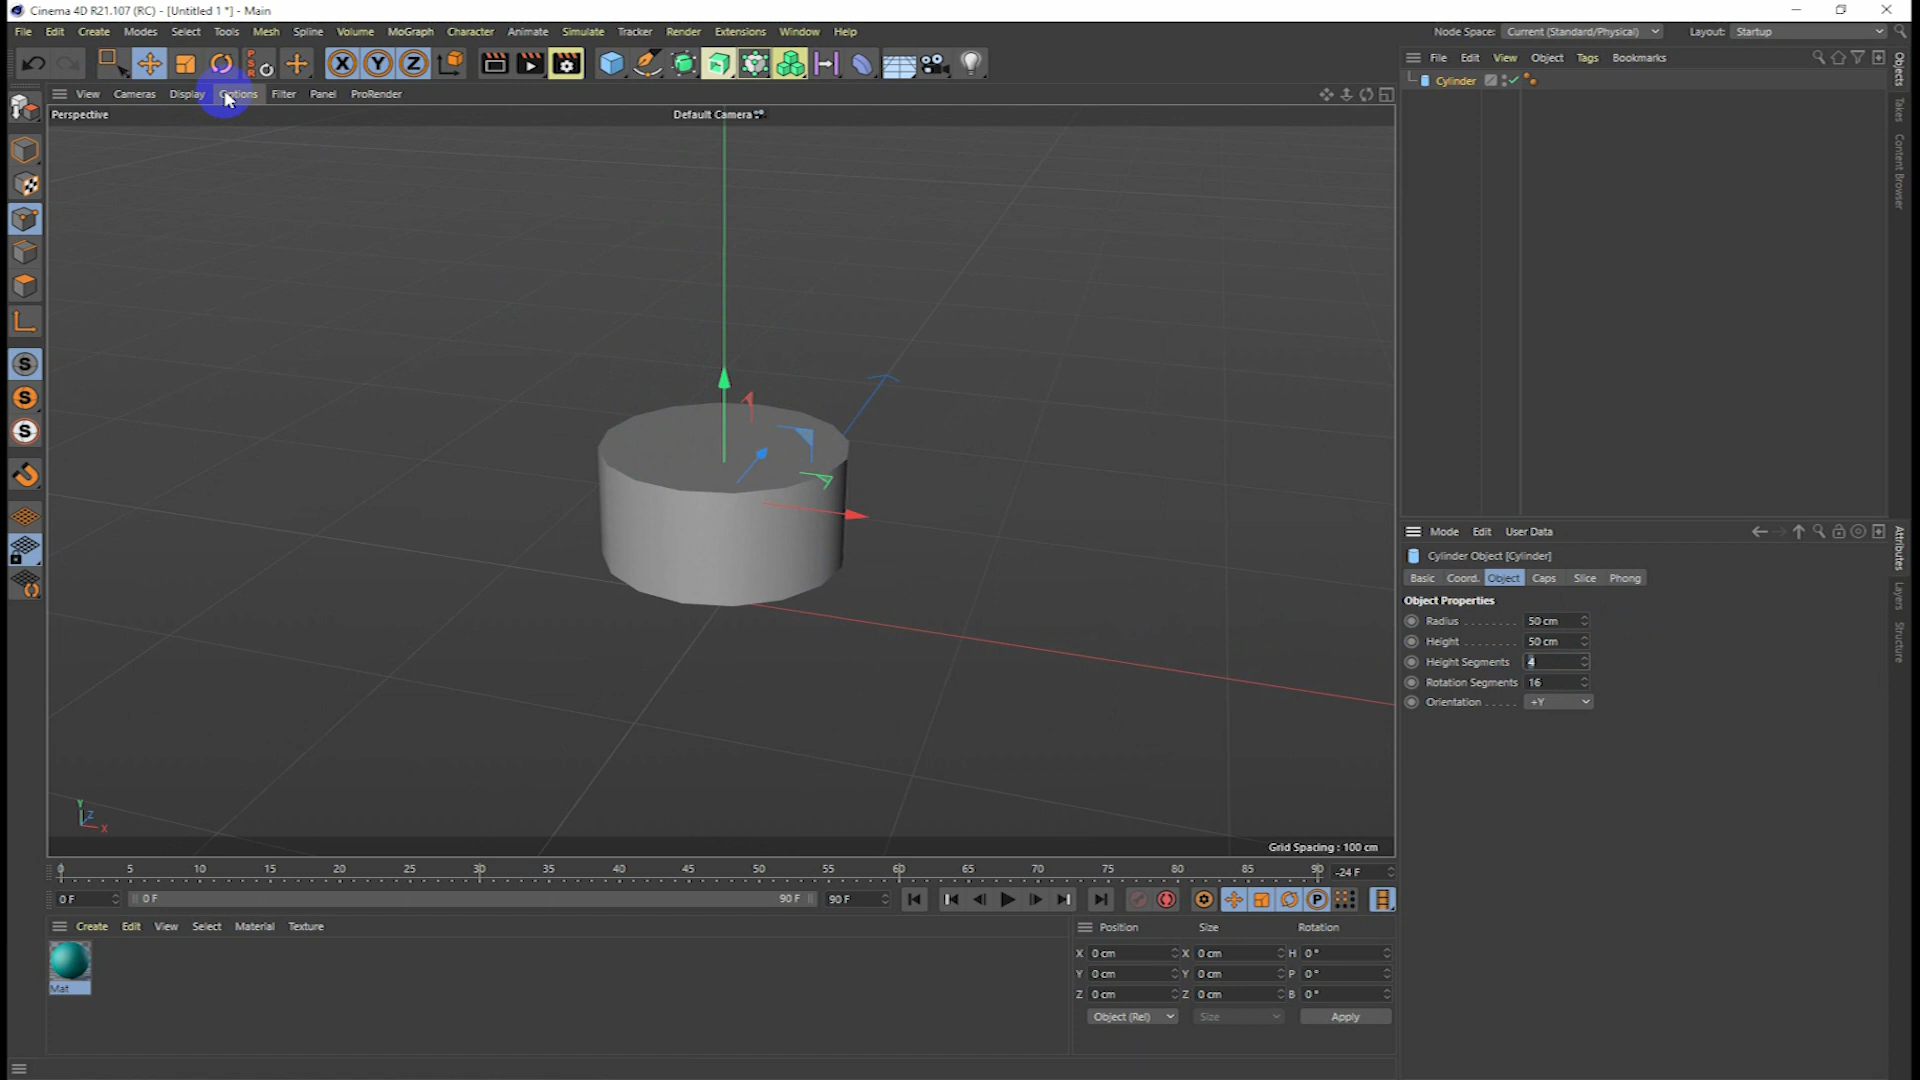 Cinema 4D R21.107 (RC) - [Untitled 1 *] - Main
File Edit Create Modes Select Tools Mesh Spline Volume MoGraph Character Animate Simulate Tracker Render Extensions Window Help
Node Space: Current (Standard/Physical) Layout: Startup
View Cameras Display Options Filter Panel ProRender
Perspective
Default Camera
Grid Spacing : 100 cm
File Edit View Object Tags Bookmarks
Cylinder
Objects
Takes
Content Browser
Mode Edit User Data
Cylinder Object [Cylinder]
Basic Coord. Object Caps Slice Phong
Object Properties
Radius . . . . . . . . 50 cm
Height . . . . . . . . 50 cm
Height Segments 4
Rotation Segments 16
Orientation . . . . . +Y
Attributes
Layers
Structure
X Y Z
P S R
S
S
S
Y Z X
0 5 10 15 20 25 30 35 40 45 50 55 60 65 70 75 80 85 90 -24 F
0 F 0 F 90 F 90 F
P
Create Edit View Select Material Texture
Mat
Position Size Rotation
X 0 cm X 0 cm H 0 °
Y 0 cm Y 0 cm P 0 °
Z 0 cm Z 0 cm B 0 °
Object (Rel) Size Apply